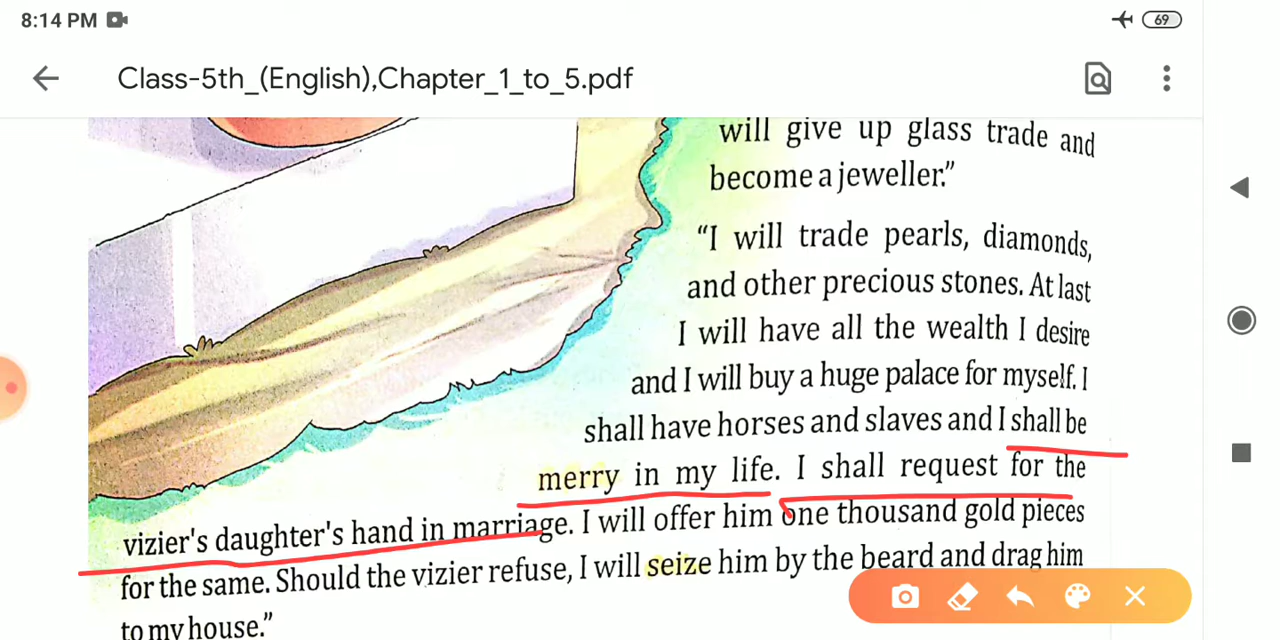 8:14 PM
69
Class-5th_(English),Chapter_1_to_5.pdf
will give up glass trade and
become a jeweller."
"I will trade pearls, diamonds,
and other precious stones. At last
I will have all the wealth I desire
and I will buy a huge palace for myself. I
shall have horses and slaves and I shall be
merry in my life. I shall request for the
vizier's daughter's hand in marriage. I will offer him one thousand gold pieces
for the same. Should the vizier refuse, I will seize him by the beard and drag him
to my house."